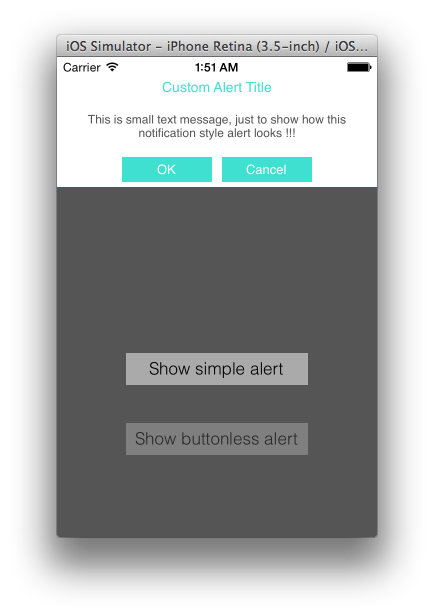 iOS Simulator - iPhone Retina (3.5-inch) / iOS...
Carrier 1:51 AM
Custom Alert Title
This is small text message, just to show how this
notification style alert looks !!!
OK Cancel
Show simple alert
Show buttonless alert